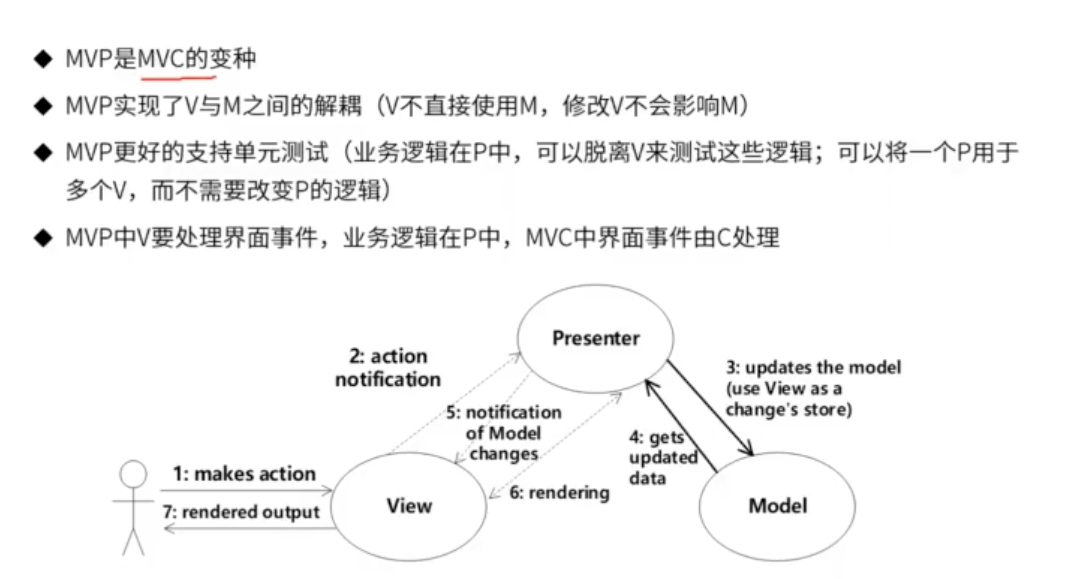 ◆ MVP是MVC的变种
◆ MVP实现了V与M之间的解耦（V不直接使用M，修改V不会影响M）
◆ MVP更好的支持单元测试（业务逻辑在P中，可以脱离V来测试这些逻辑；可以将一个P用于
多个V，而不需要改变P的逻辑）
◆ MVP中V要处理界面事件，业务逻辑在P中，MVC中界面事件由C处理
Presenter
2: action
notification
3: updates the model
(use View as a
change's store)
5: notification
of Model
changes
4: gets
updated
data
1: makes action
6: rendering
View
Model
7: rendered output